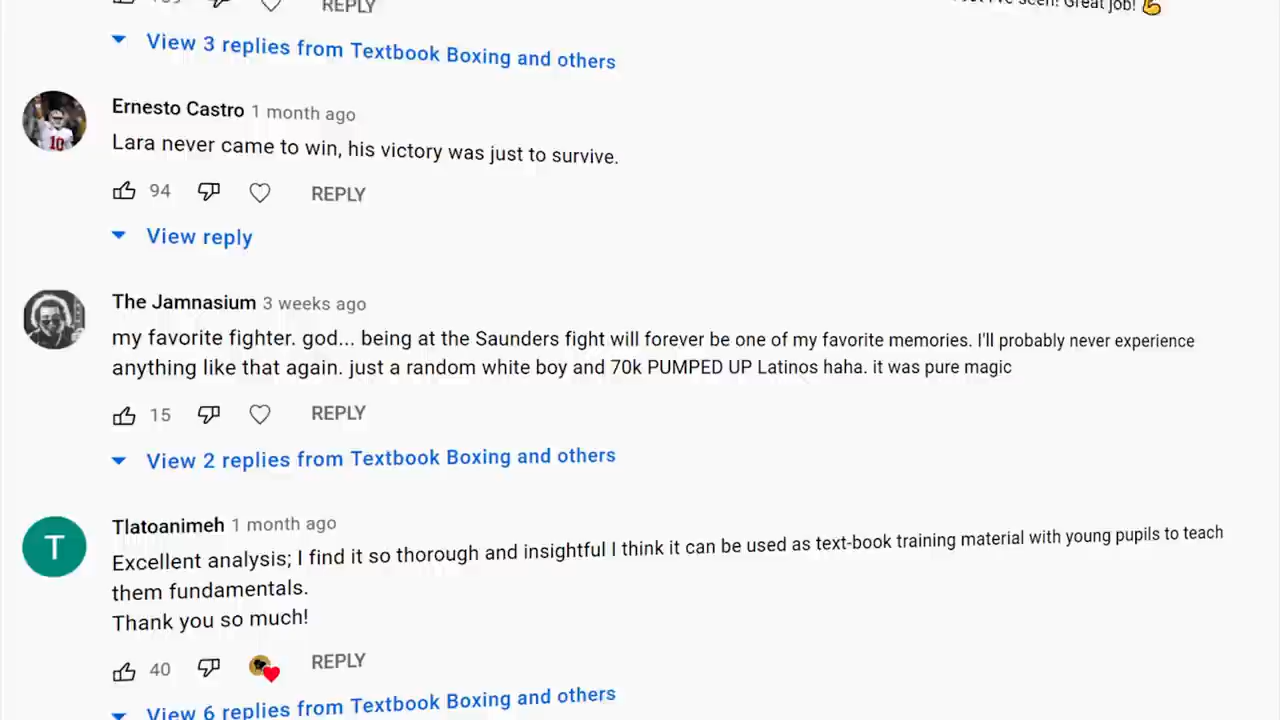 REPLY
Great job! 💪
View 3 replies from Textbook Boxing and others
Ernesto Castro 1 month ago
Lara never came to win, his victory was just to survive.
94 REPLY
View reply
The Jamnasium 3 weeks ago
my favorite fighter. god... being at the Saunders fight will forever be one of my favorite memories. I'll probably never experience
anything like that again. just a random white boy and 70k PUMPED UP Latinos haha. it was pure magic
15 REPLY
View 2 replies from Textbook Boxing and others
T
Tlatoanimeh 1 month ago
Excellent analysis; I find it so thorough and insightful I think it can be used as text-book training material with young pupils to teach
them fundamentals.
Thank you so much!
40 REPLY
View 6 replies from Textbook Boxing and others